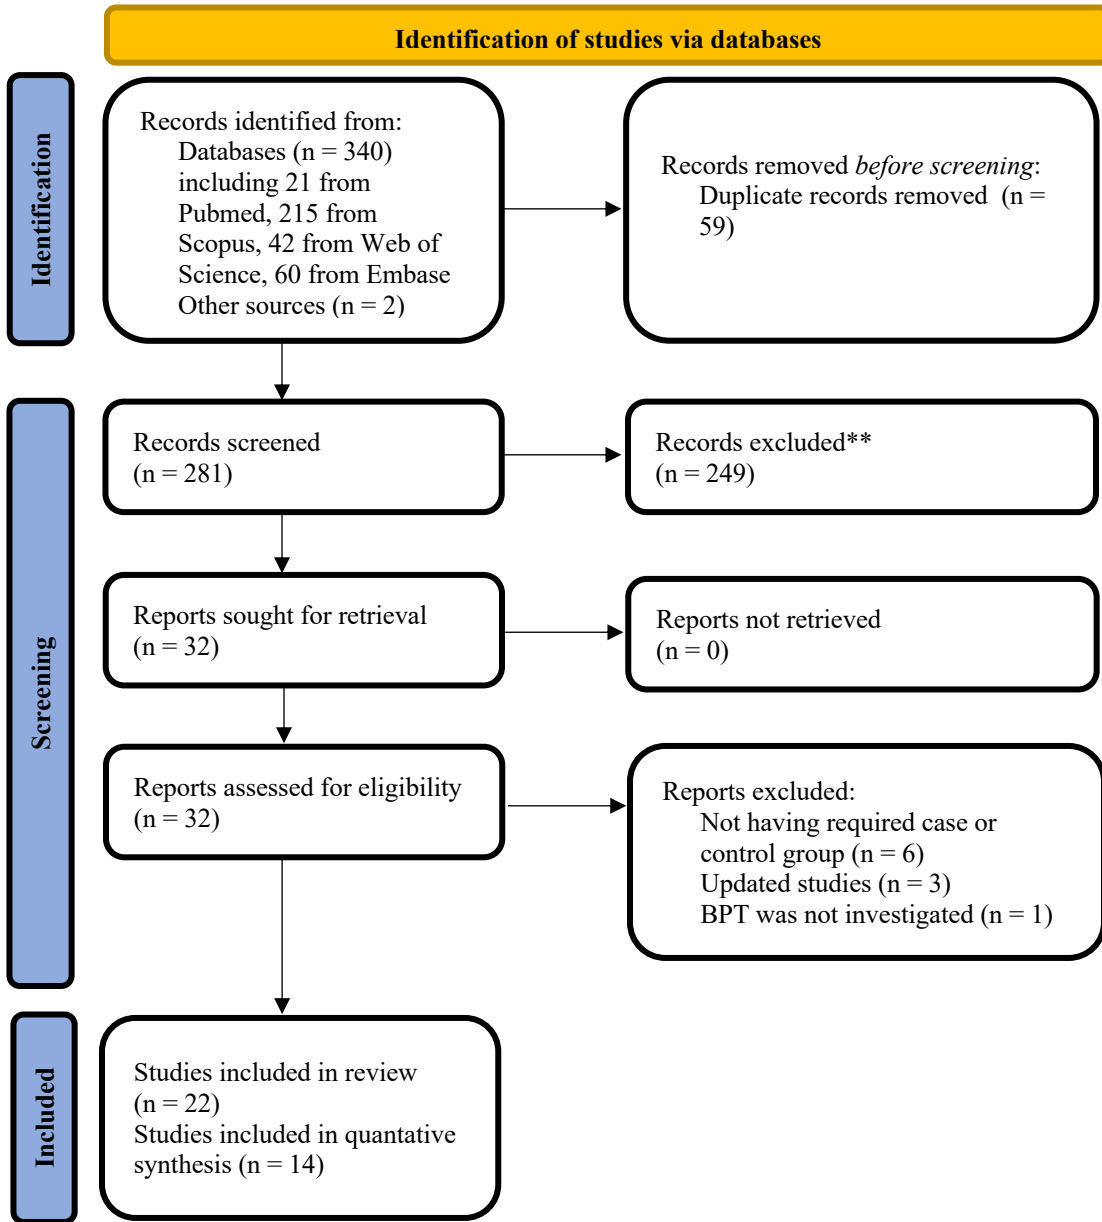 Identification of studies via databases
Identification
Records identified from:
Databases (n = 340)
including 21 from
Pubmed, 215 from
Scopus, 42 from Web of
Science, 60 from Embase
Other sources (n = 2)
Records removed before screening:
Duplicate records removed (n =
59)
Screening
Records screened
(n = 281)
Records excluded**
(n = 249)
Reports sought for retrieval
(n = 32)
Reports not retrieved
(n = 0)
Reports assessed for eligibility
(n = 32)
Reports excluded:
Not having required case or
control group (n = 6)
Updated studies (n = 3)
BPT was not investigated (n = 1)
Included
Studies included in review
(n = 22)
Studies included in quantative
synthesis (n = 14)